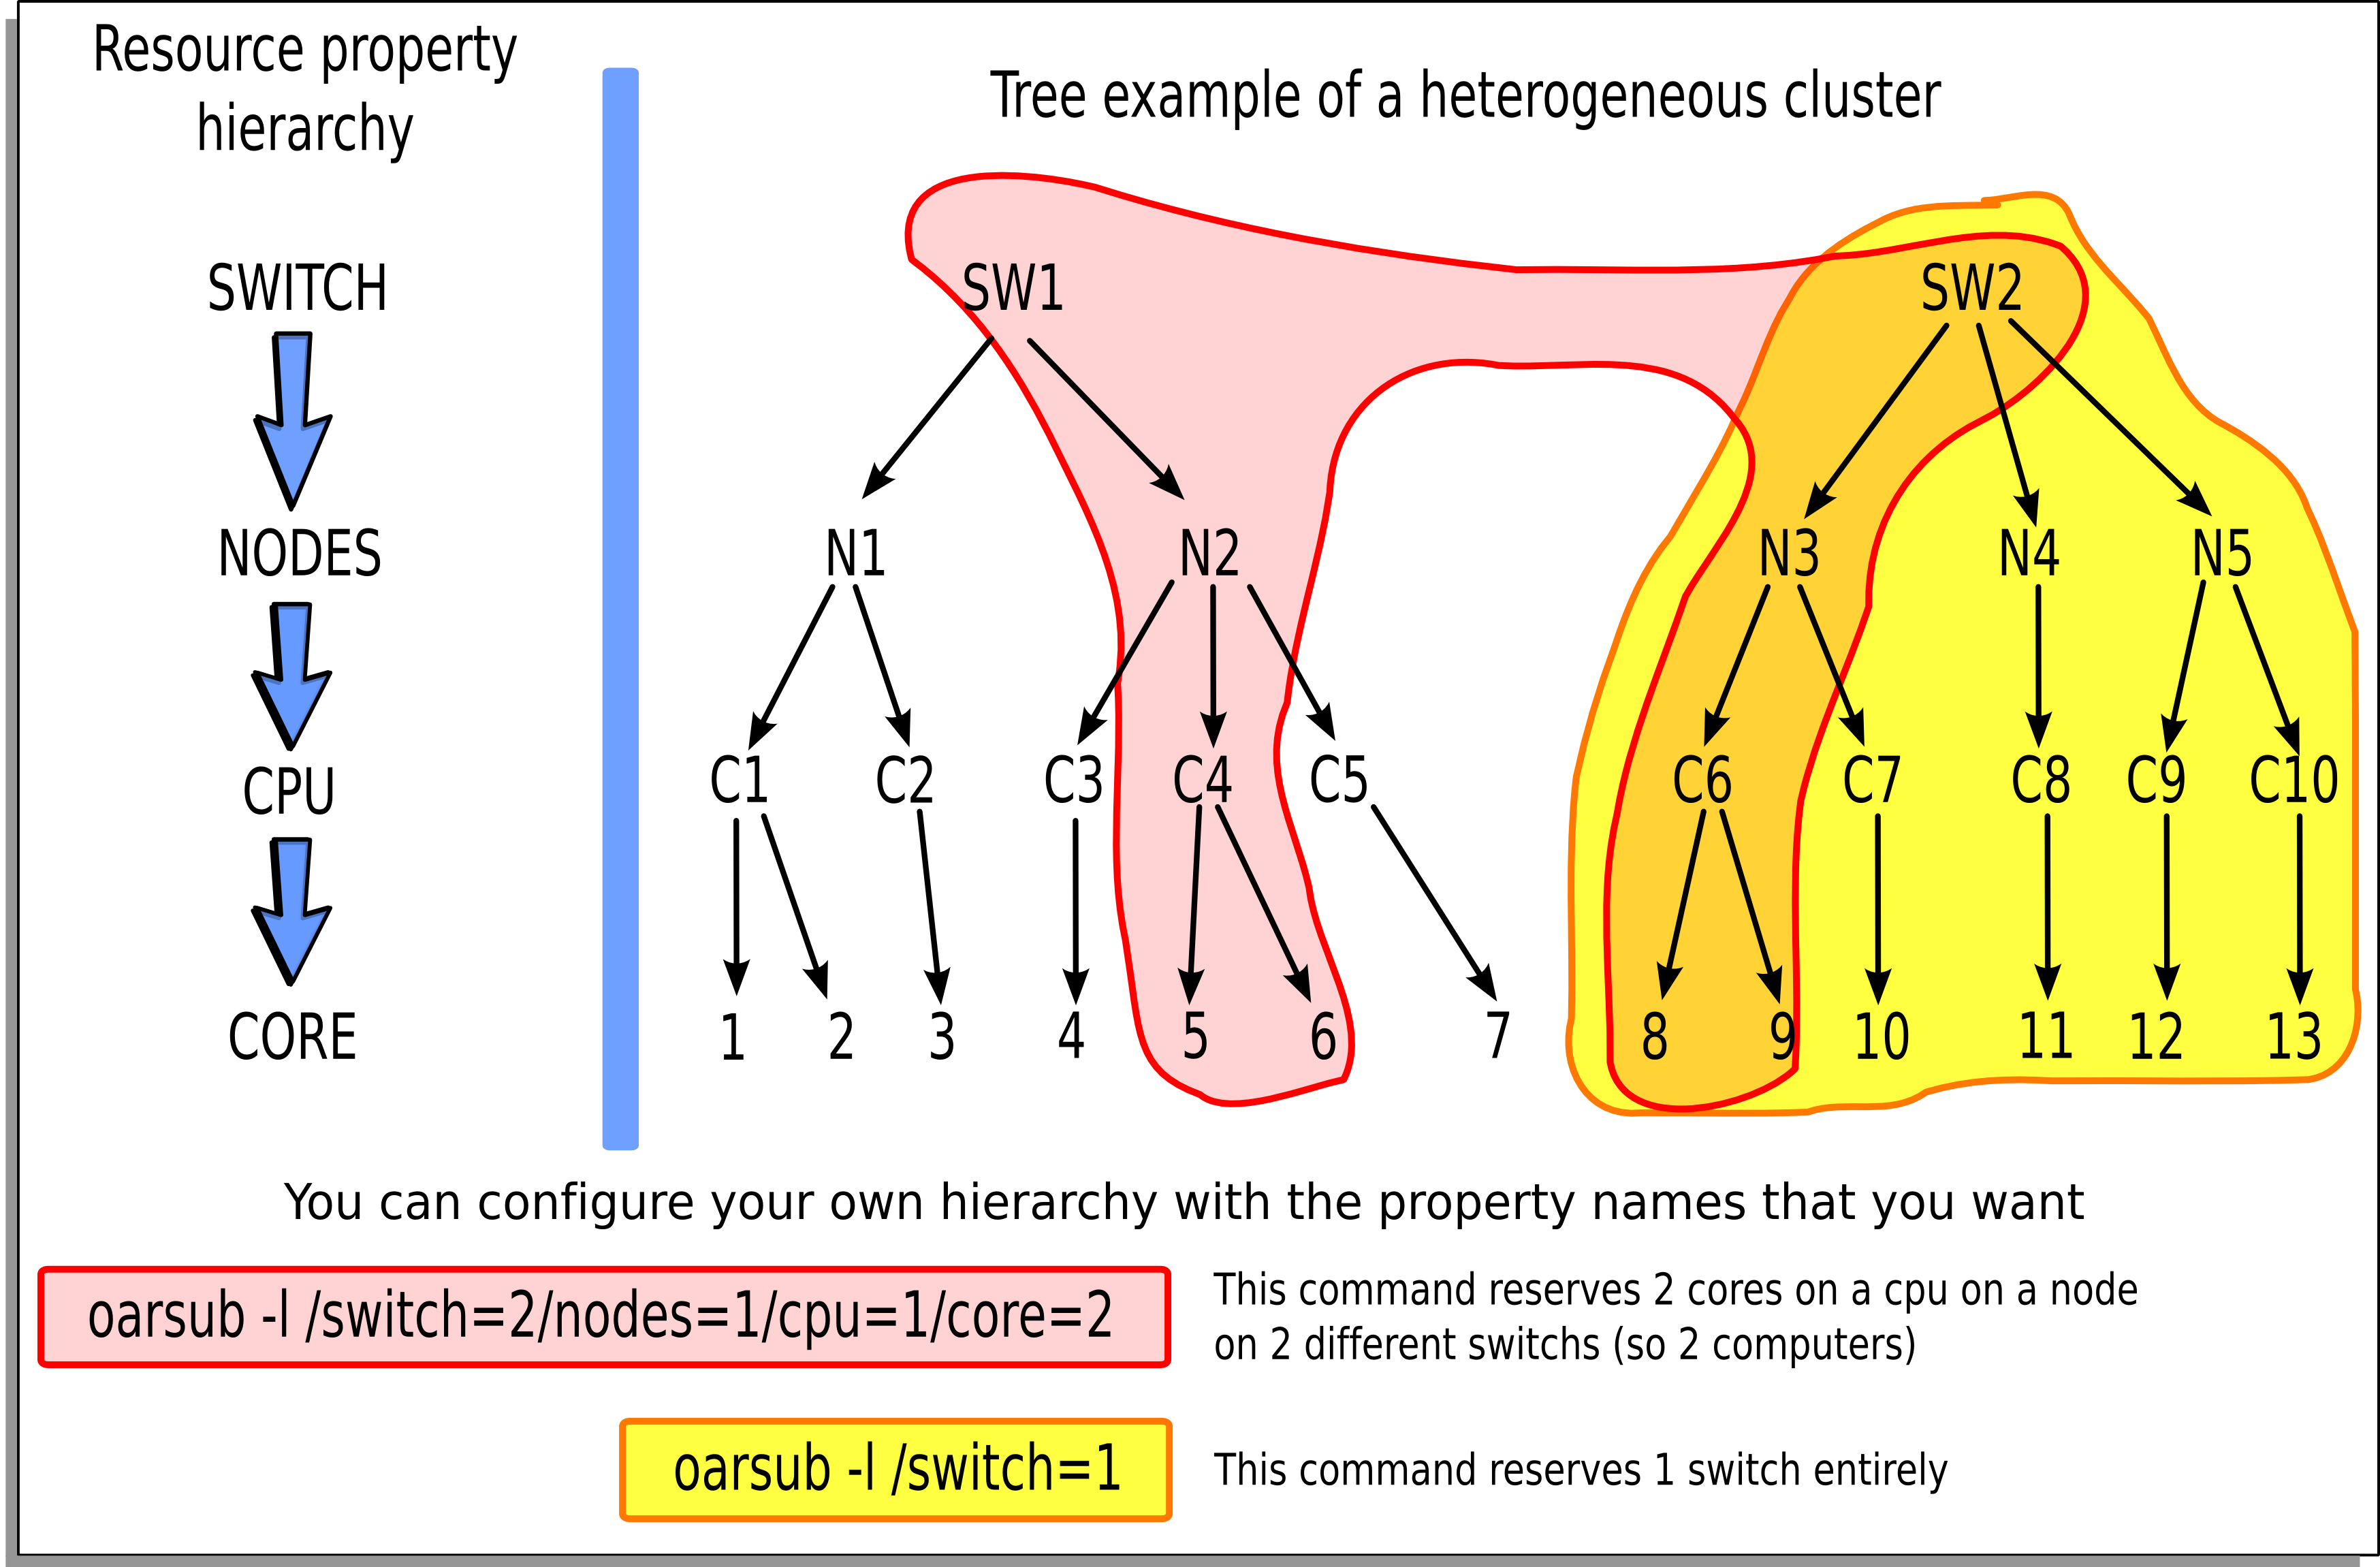 Resource property
hierarchy
Tree example of a heterogeneous cluster
SWITCH
SW1
SW2
NODES
N1
N2
N3
N4
N5
CPU
C1
C2
C3
C4
C5
C6
C7
C8
C9
C10
CORE
1
2
3
4
5
6
7
8
9
10
11
12
13
You can configure your own hierarchy with the property names that you want
oarsub -l /switch=2/nodes=1/cpu=1/core=2
This command reserves 2 cores on a cpu on a node
on 2 different switchs (so 2 computers)
oarsub -l /switch=1
This command reserves 1 switch entirely